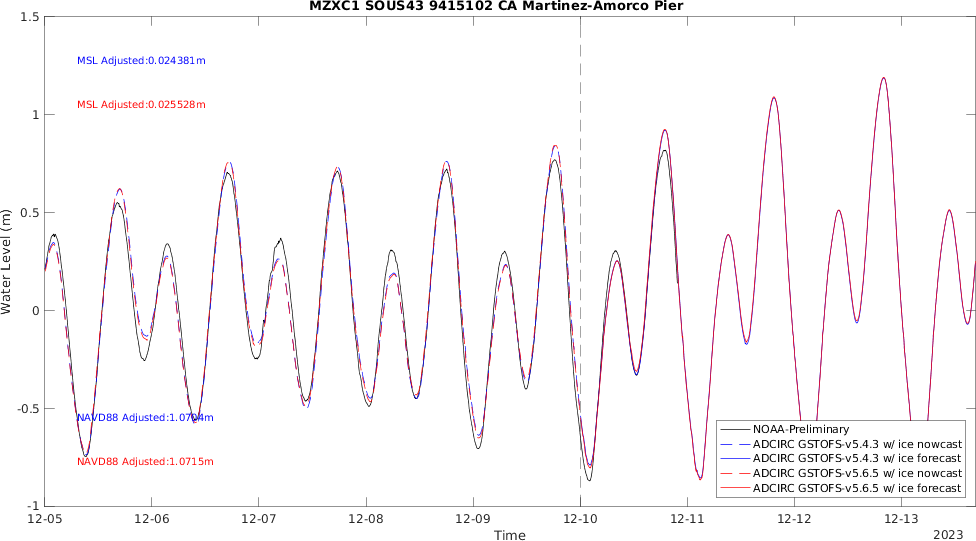 MZXC1 SOUS43 9415102 CA Martinez-Amorco Pier
1.5
1
0.5
0
-0.5
-1
Water Level (m)
MSL Adjusted:0.024381m
MSL Adjusted:0.025528m
NAVD88 Adjusted:1.0704m
NAVD88 Adjusted:1.0715m
NOAA-Preliminary
ADCIRC GSTOFS-v5.4.3 w/ ice nowcast
ADCIRC GSTOFS-v5.4.3 w/ ice forecast
ADCIRC GSTOFS-v5.6.5 w/ ice nowcast
ADCIRC GSTOFS-v5.6.5 w/ ice forecast
12-05 12-06 12-07 12-08 12-09 12-10 12-11 12-12 12-13
Time
2023